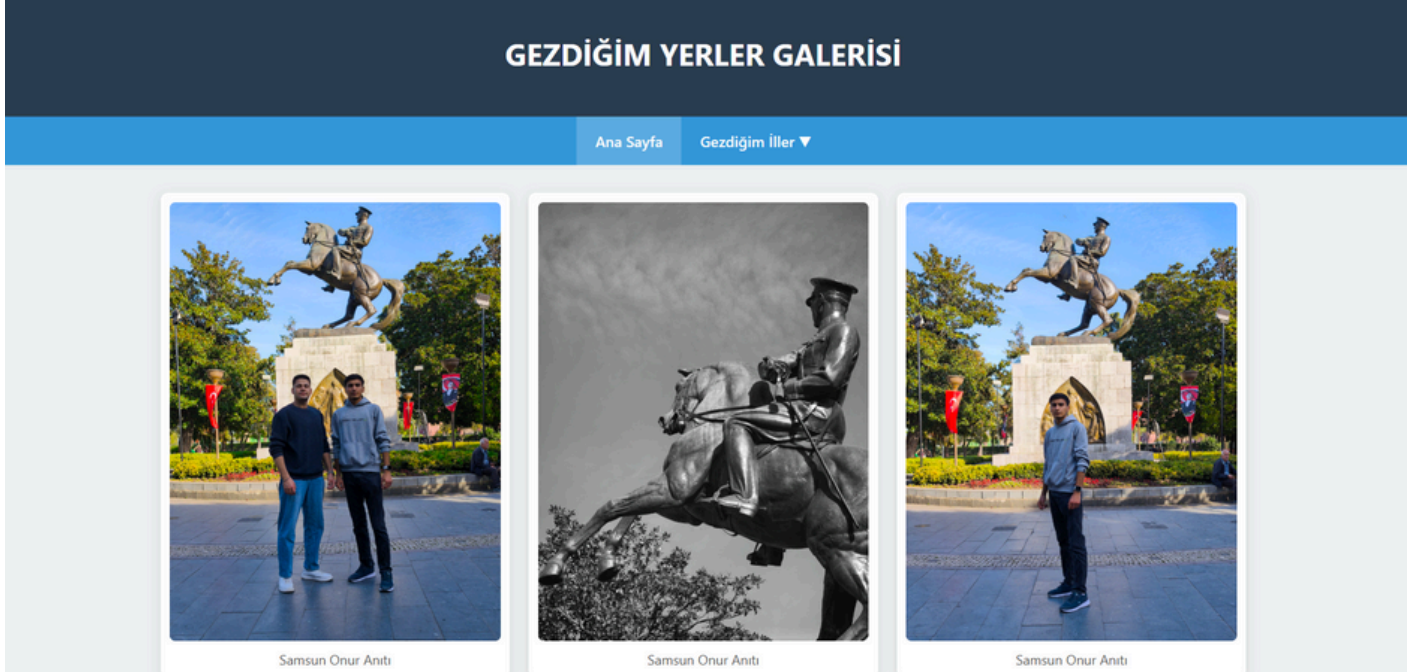 GEZDİĞİM YERLER GALERİSİ
Ana Sayfa
Gezdiğim İller ▼
Samsun Onur Anıtı
Samsun Onur Anıtı
Samsun Onur Anıtı